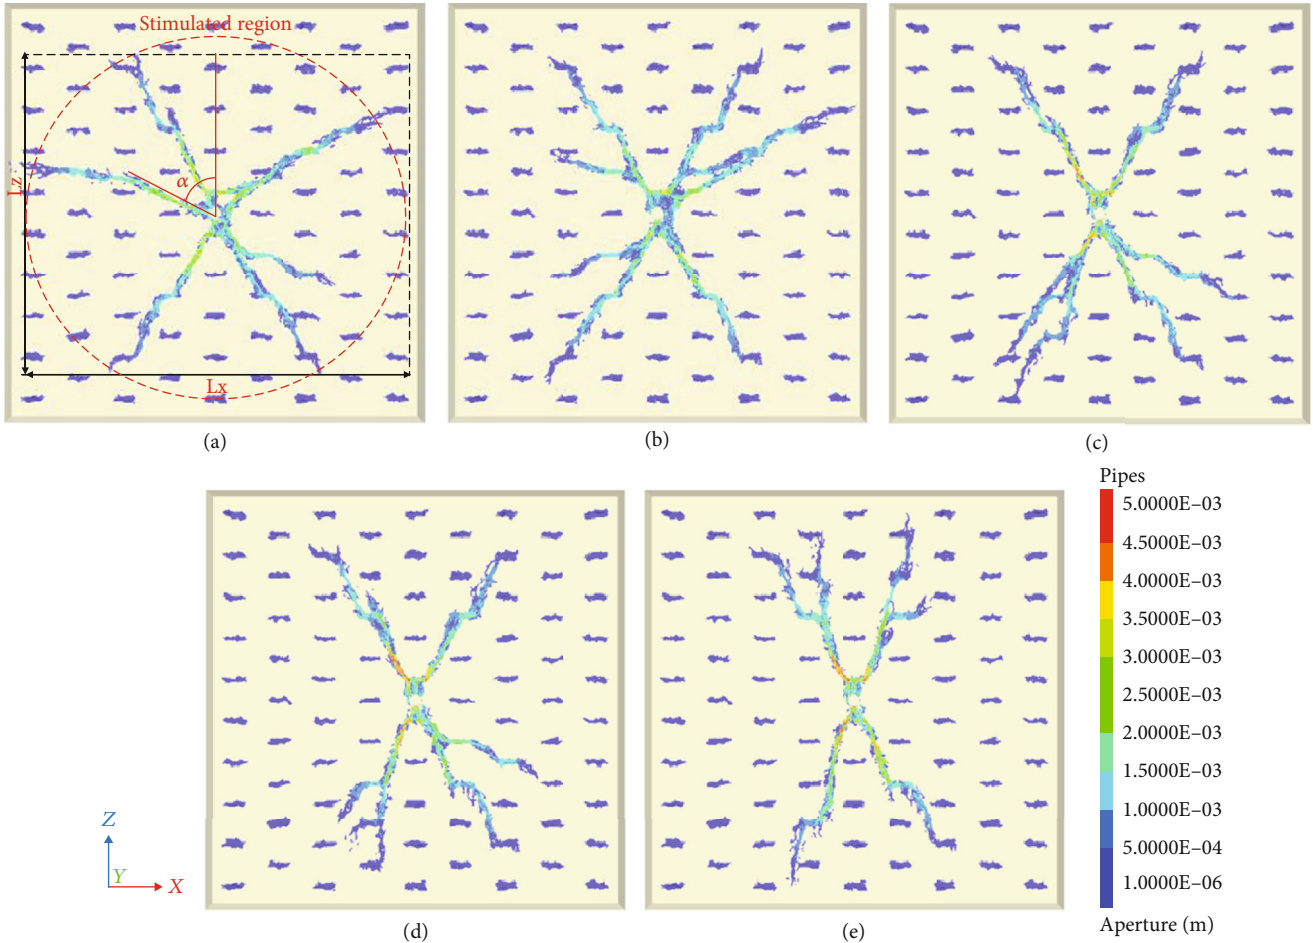 Stimulated region
Lz
α
Lx
(a)
(b)
(c)
Pipes
5.0000E–03
4.5000E–03
4.0000E–03
3.5000E–03
3.0000E–03
2.5000E–03
2.0000E–03
1.5000E–03
1.0000E–03
5.0000E–04
1.0000E–06
Aperture (m)
Z
Y
X
(d)
(e)